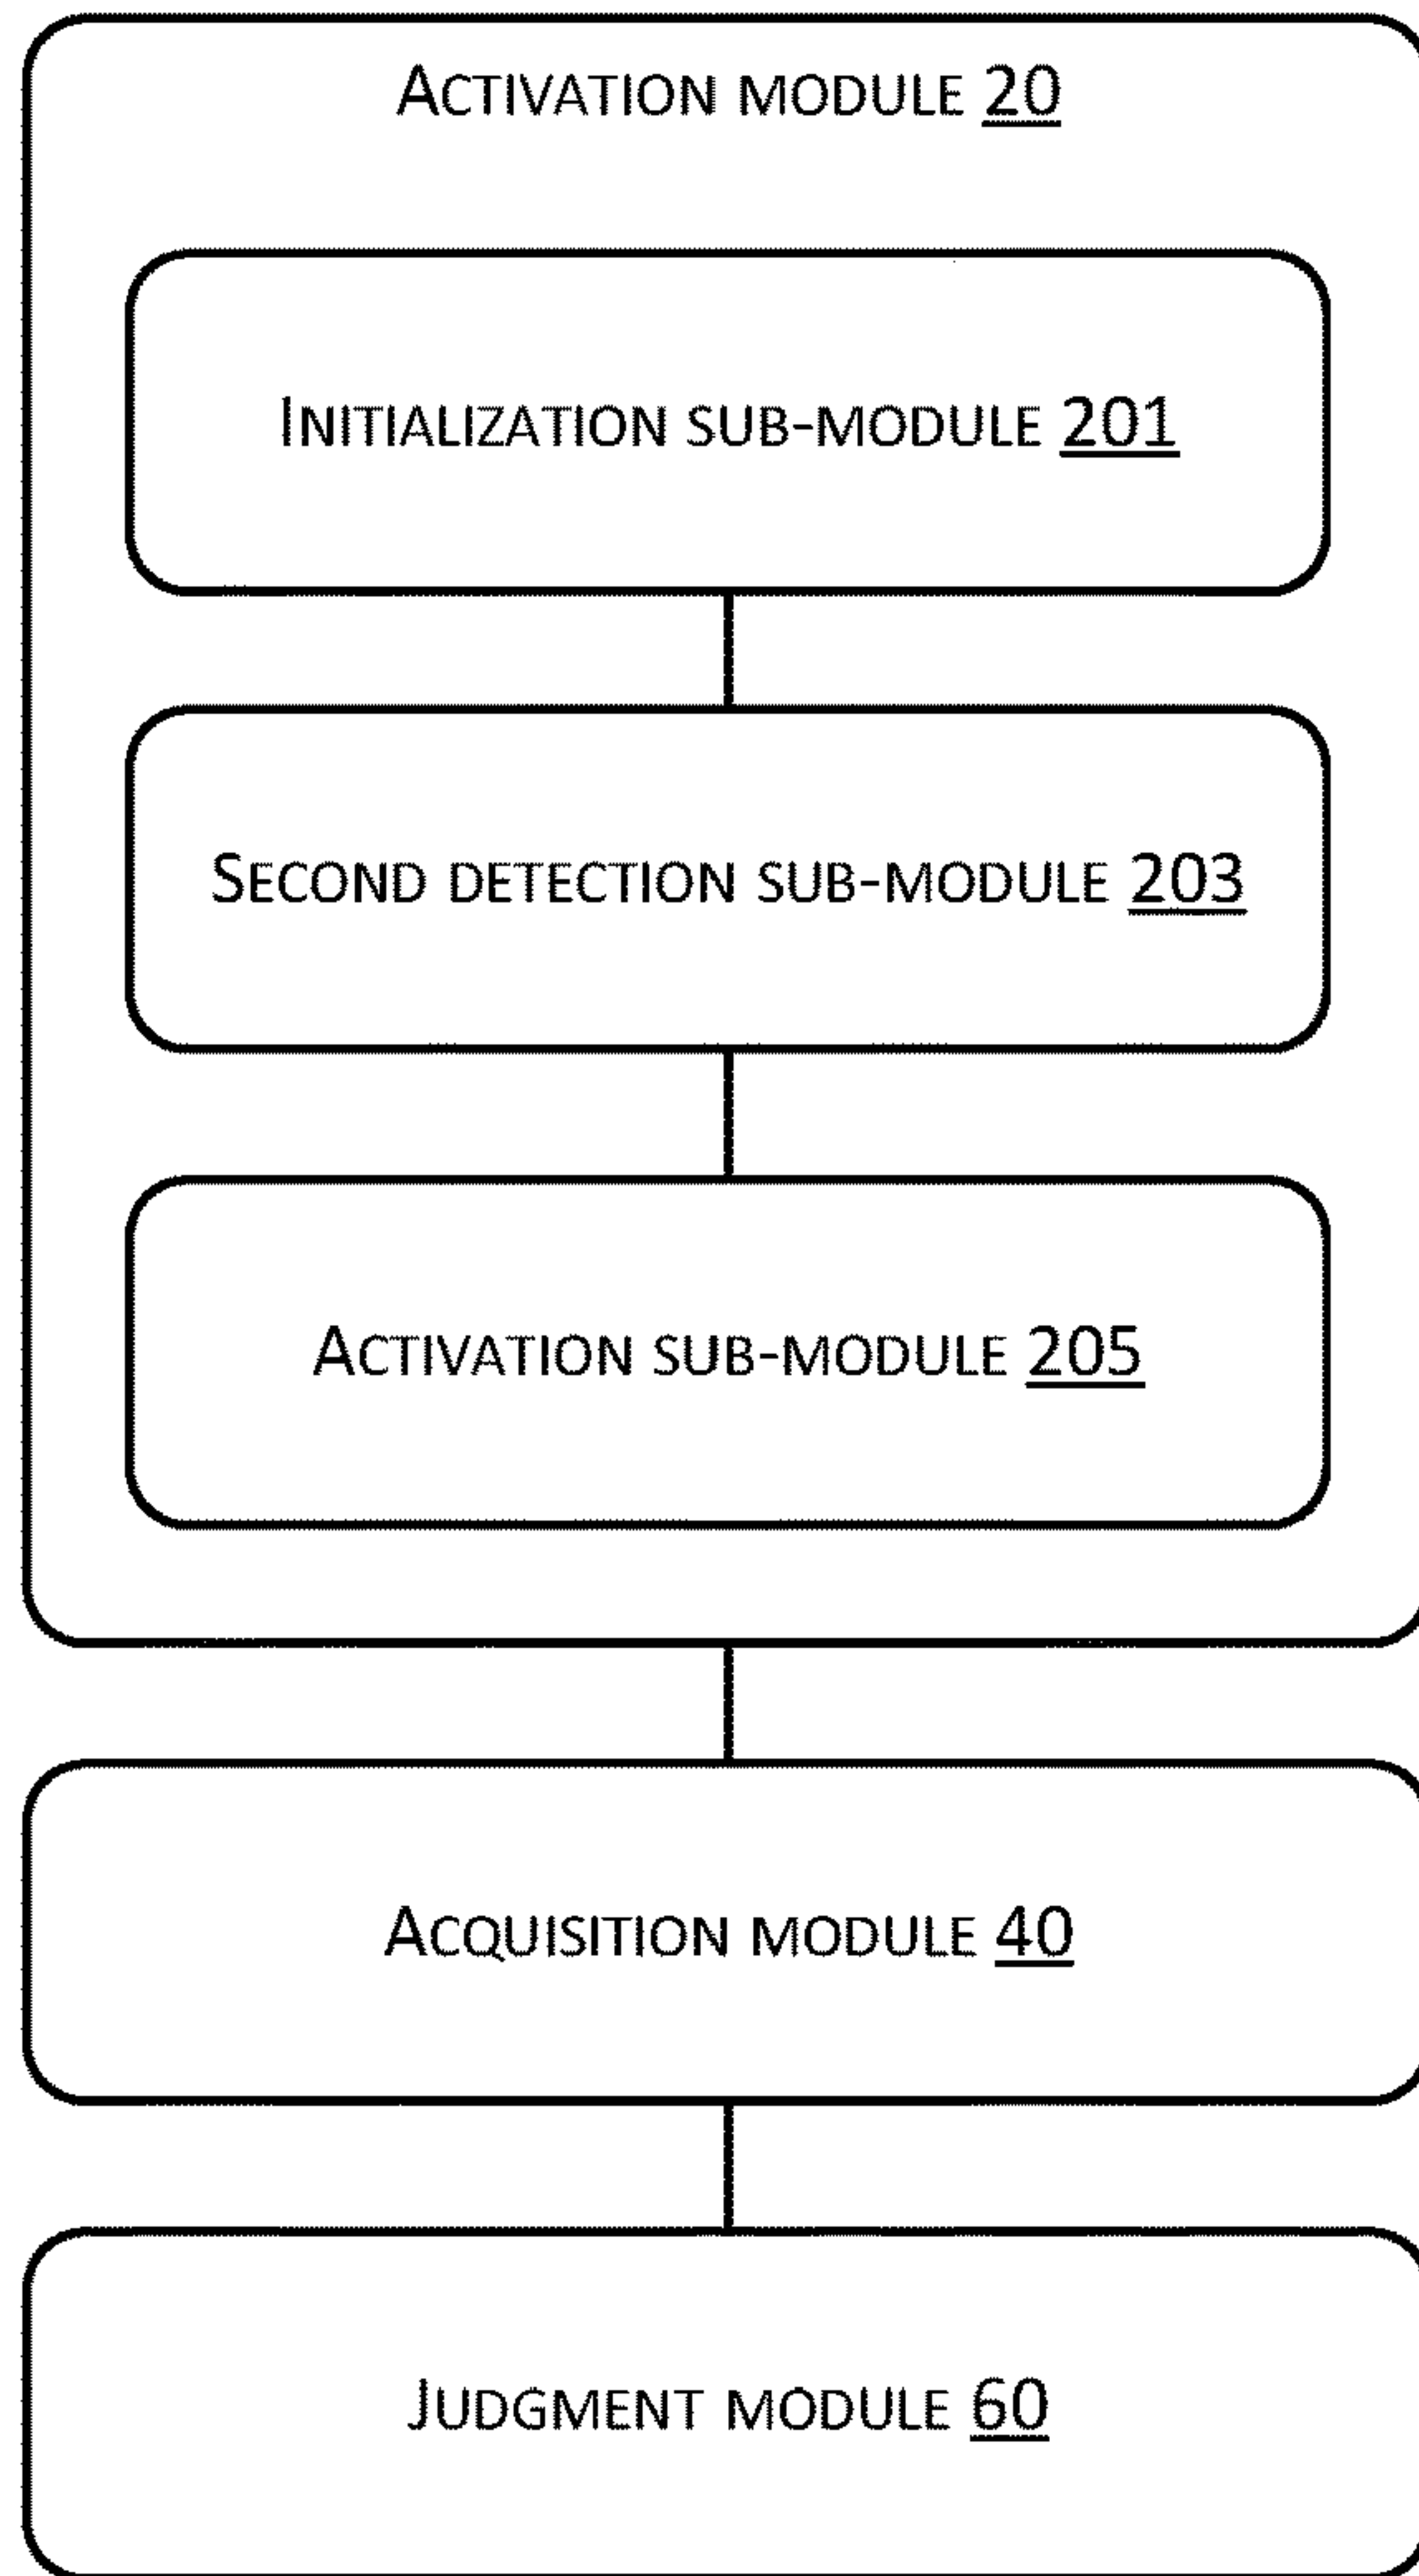 ACTIVATION MODULE 20
INITIALIZATION SUB-MODULE 201
SECOND DETECTION SUB-MODULE 203
ACTIVATION SUB-MODULE 205
ACQUISITION MODULE 40
JUDGMENT MODULE 60